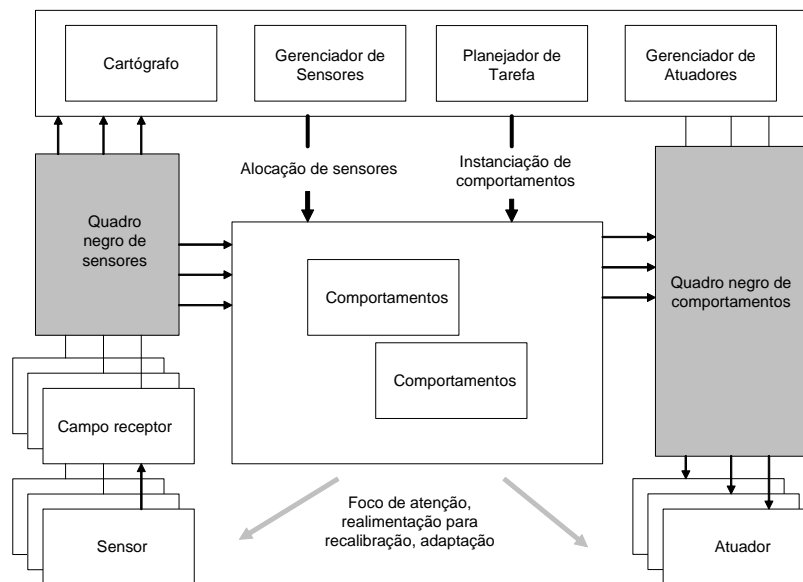 Cartógrafo
Gerenciador de
Sensores
Planejador de
Tarefa
Gerenciador de
Atuadores
Alocação de sensores
Instanciação de
comportamentos
Quadro
negro de
sensores
Quadro negro de
comportamentos
Comportamentos
Comportamentos
Campo receptor
Sensor
Foco de atenção,
realimentação para
recalibração, adaptação
Atuador